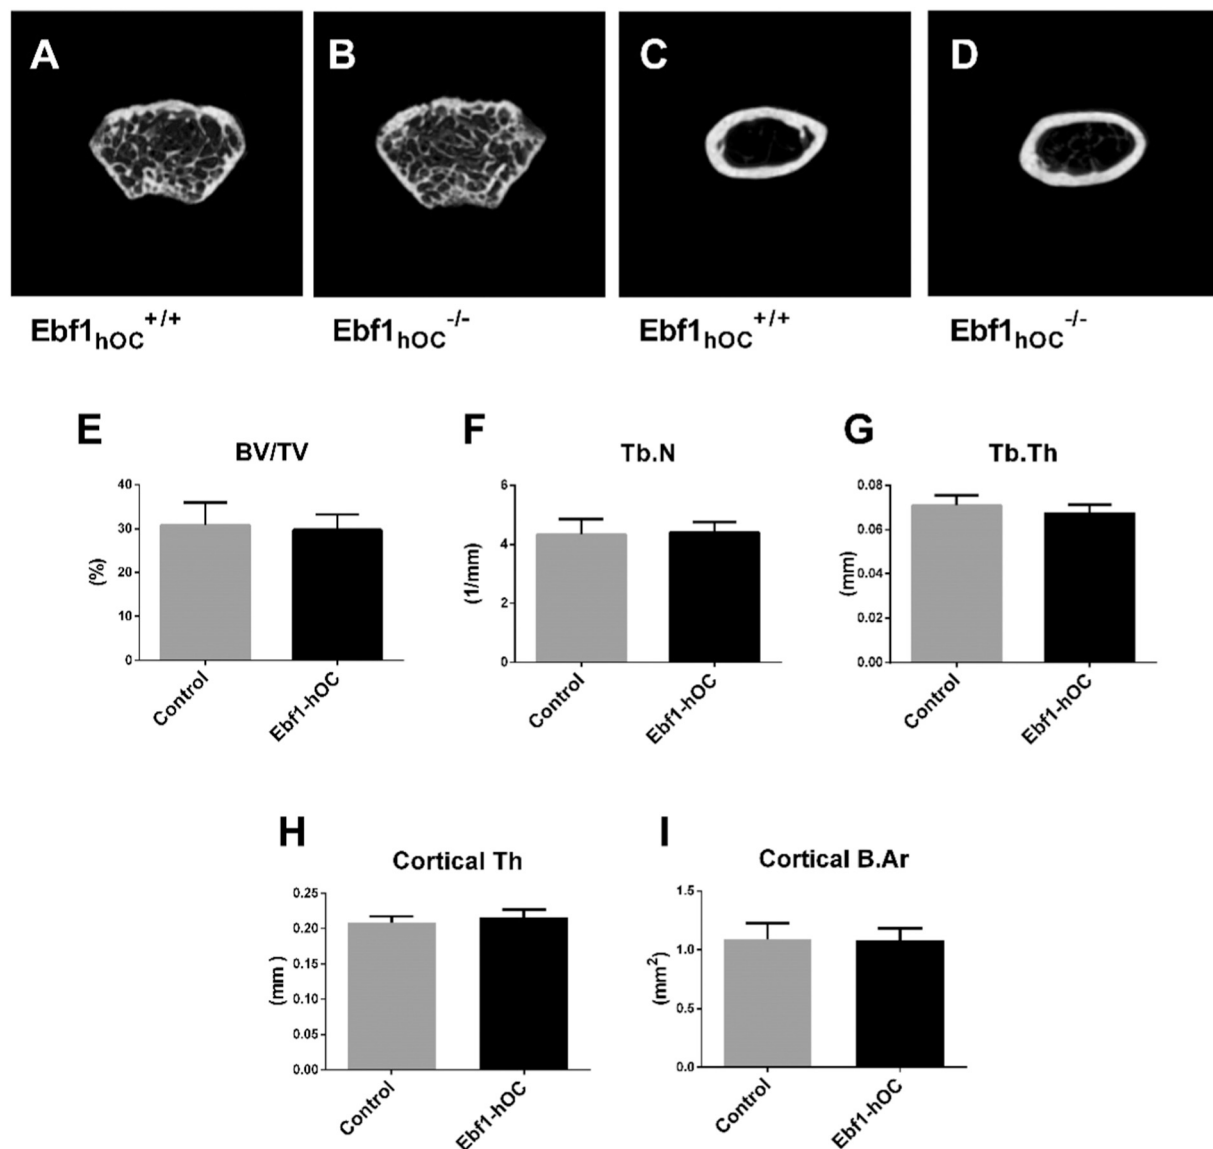 A B C D
Ebf1hOC+/+ Ebf1hOC-/- Ebf1hOC+/+ Ebf1hOC-/-
E F G
BV/TV Tb.N Tb.Th
40
30
20
10
0
(%)
Control
Ebf1-hOC
6
4
2
0
(1/mm)
Control
Ebf1-hOC
0.08
0.06
0.04
0.02
0.00
(mm)
Control
Ebf1-hOC
H I
Cortical Th Cortical B.Ar
0.25
0.20
0.15
0.10
0.05
0.00
(mm )
Control
Ebf1-hOC
1.5
1.0
0.5
0.0
(mm²)
Control
Ebf1-hOC